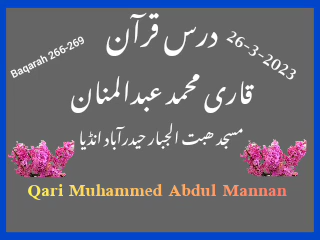 درس قرآن
Baqarah 266-269
26-3-2023
قاری محمد عبدالمنان
مسجد ھبت الجبار حیدرآباد انڈیا
Qari Muhammed Abdul Mannan